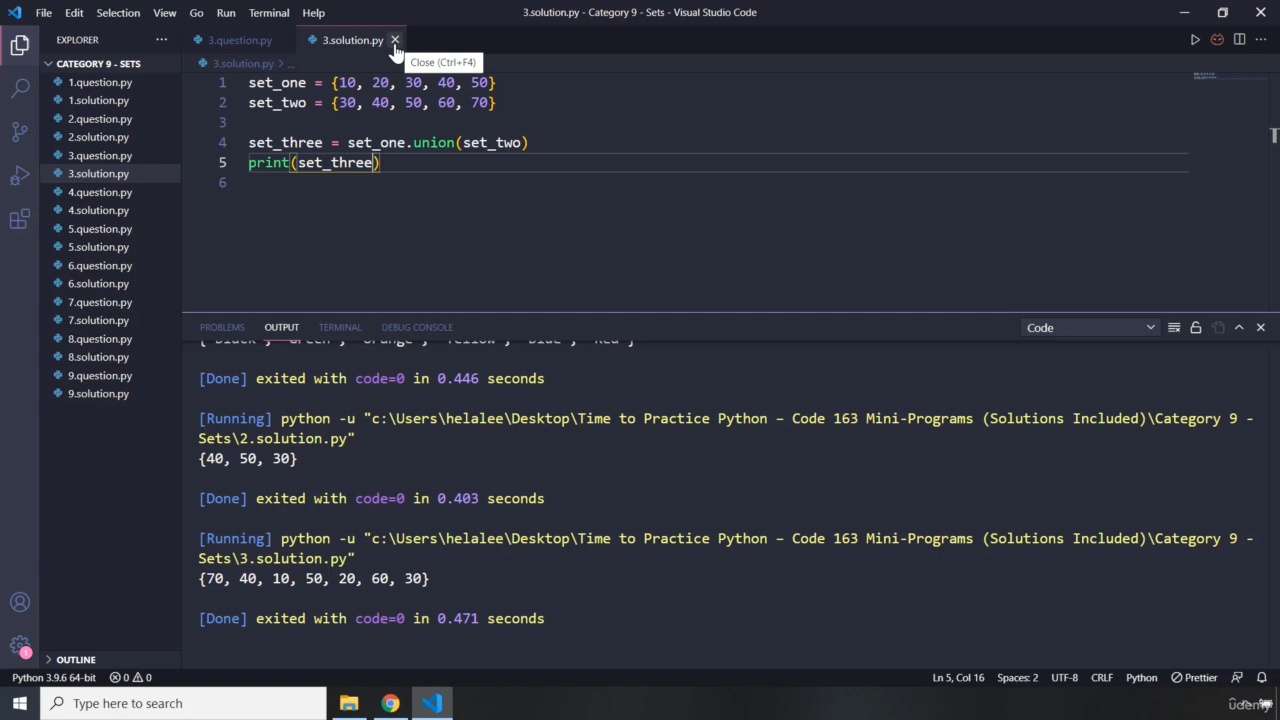 File Edit Selection View Go Run Terminal Help
3.solution.py - Category 9 - Sets - Visual Studio Code
EXPLORER
CATEGORY 9 - SETS
1.question.py
1.solution.py
2.question.py
2.solution.py
3.question.py
3.solution.py
4.question.py
4.solution.py
5.question.py
5.solution.py
6.question.py
6.solution.py
7.question.py
7.solution.py
8.question.py
8.solution.py
9.question.py
9.solution.py
OUTLINE
3.question.py 3.solution.py
Close (Ctrl+F4)
3.solution.py > ...
1 set_one = {10, 20, 30, 40, 50}
2 set_two = {30, 40, 50, 60, 70}
3
4 set_three = set_one.union(set_two)
5 print(set_three)
6
PROBLEMS OUTPUT TERMINAL DEBUG CONSOLE
Code
[Done] exited with code=0 in 0.446 seconds
[Running] python -u "c:\Users\helalee\Desktop\Time to Practice Python – Code 163 Mini-Programs (Solutions Included)\Category 9 -
Sets\2.solution.py"
{40, 50, 30}
[Done] exited with code=0 in 0.403 seconds
[Running] python -u "c:\Users\helalee\Desktop\Time to Practice Python – Code 163 Mini-Programs (Solutions Included)\Category 9 -
Sets\3.solution.py"
{70, 40, 10, 50, 20, 60, 30}
[Done] exited with code=0 in 0.471 seconds
1
Python 3.9.6 64-bit 0 0 Ln 5, Col 16 Spaces: 2 UTF-8 CRLF Python Prettier
Type here to search
Udemy